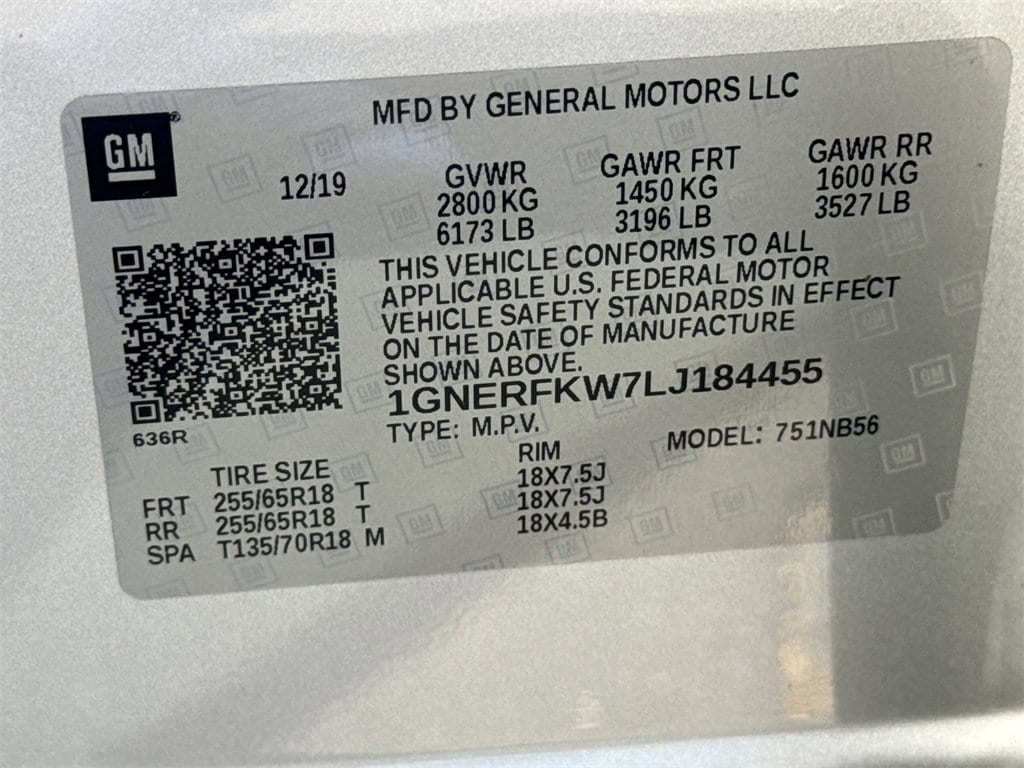 MFD BY GENERAL MOTORS LLC
GM®
12/19
GVWR
2800 KG
6173 LB
GAWR FRT
1450 KG
3196 LB
GAWR RR
1600 KG
3527 LB
THIS VEHICLE CONFORMS TO ALL
APPLICABLE U.S. FEDERAL MOTOR
VEHICLE SAFETY STANDARDS IN EFFECT
ON THE DATE OF MANUFACTURE
SHOWN ABOVE.
1GNERFKW7LJ184455
636R
TYPE: M.P.V.
MODEL: 751NB56
TIRE SIZE RIM
FRT 255/65R18 T 18X7.5J
RR 255/65R18 T 18X7.5J
SPA T135/70R18 M 18X4.5B